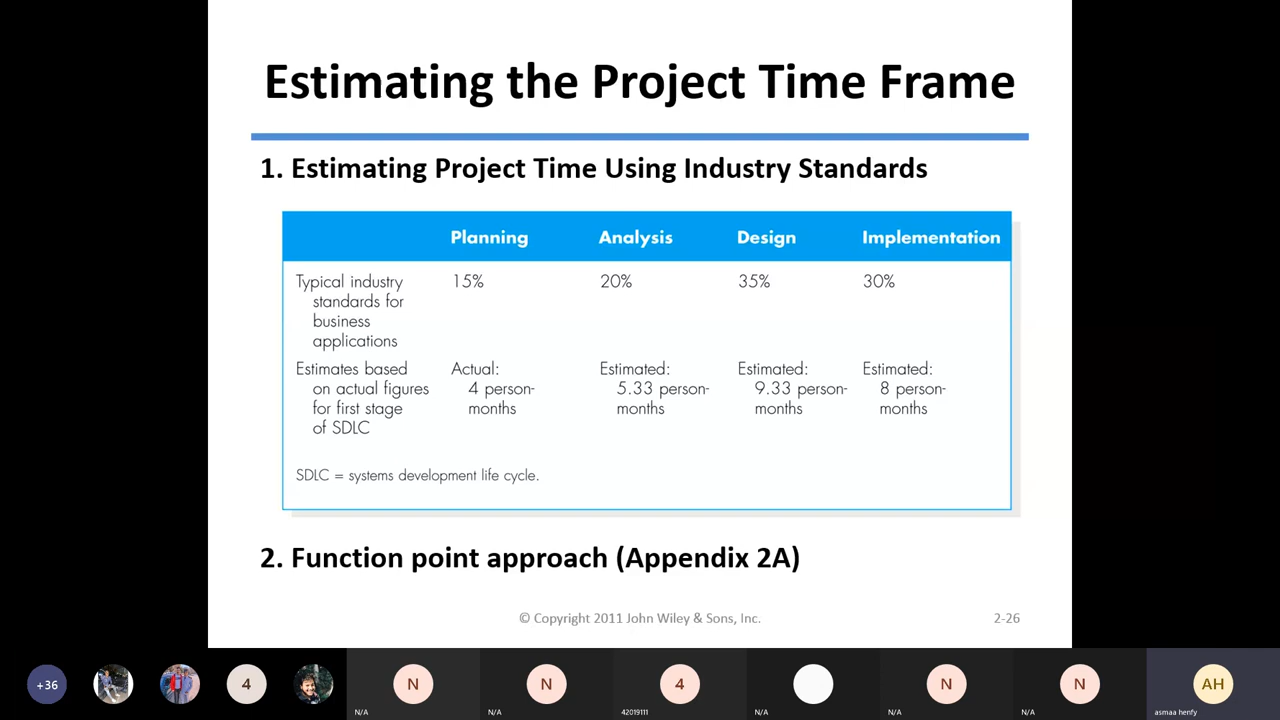 Estimating the Project Time Frame
1. Estimating Project Time Using Industry Standards
Planning Analysis Design Implementation
Typical industry standards for business applications 15% 20% 35% 30%
Estimates based on actual figures for first stage of SDLC
Actual: 4 person-months
Estimated: 5.33 person-months
Estimated: 9.33 person-months
Estimated: 8 person-months
SDLC = systems development life cycle.
2. Function point approach (Appendix 2A)
© Copyright 2011 John Wiley & Sons, Inc. 2-26
+36 4 N N 4 N N AH
N/A N/A 42019111 N/A N/A N/A asmaa henfy